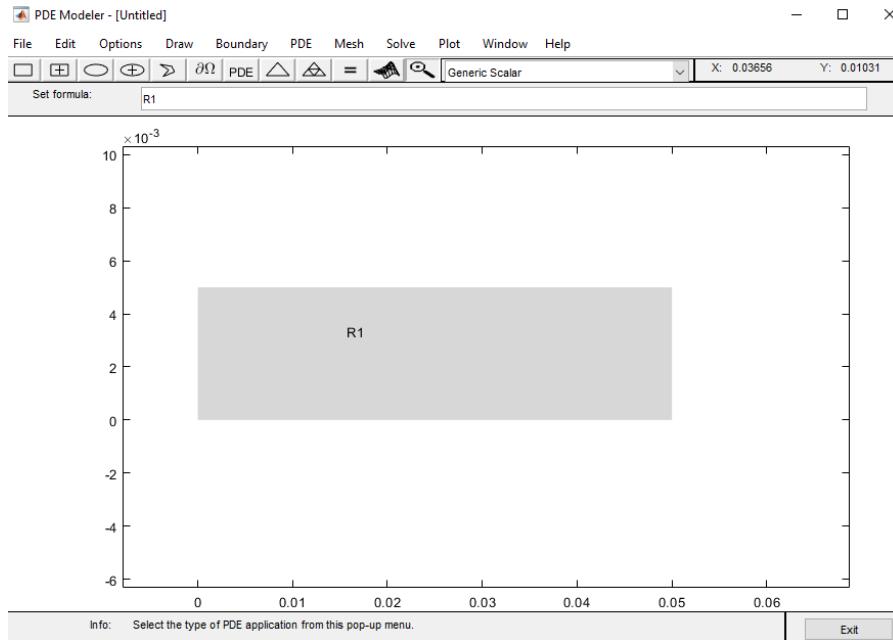 PDE Modeler - [Untitled]
File Edit Options Draw Boundary PDE Mesh Solve Plot Window Help
∂Ω PDE = Generic Scalar X: 0.03656 Y: 0.01031
Set formula: R1
×10⁻³
10
8
6
4
R1
2
0
-2
-4
-6
0 0.01 0.02 0.03 0.04 0.05 0.06
Info: Select the type of PDE application from this pop-up menu. Exit